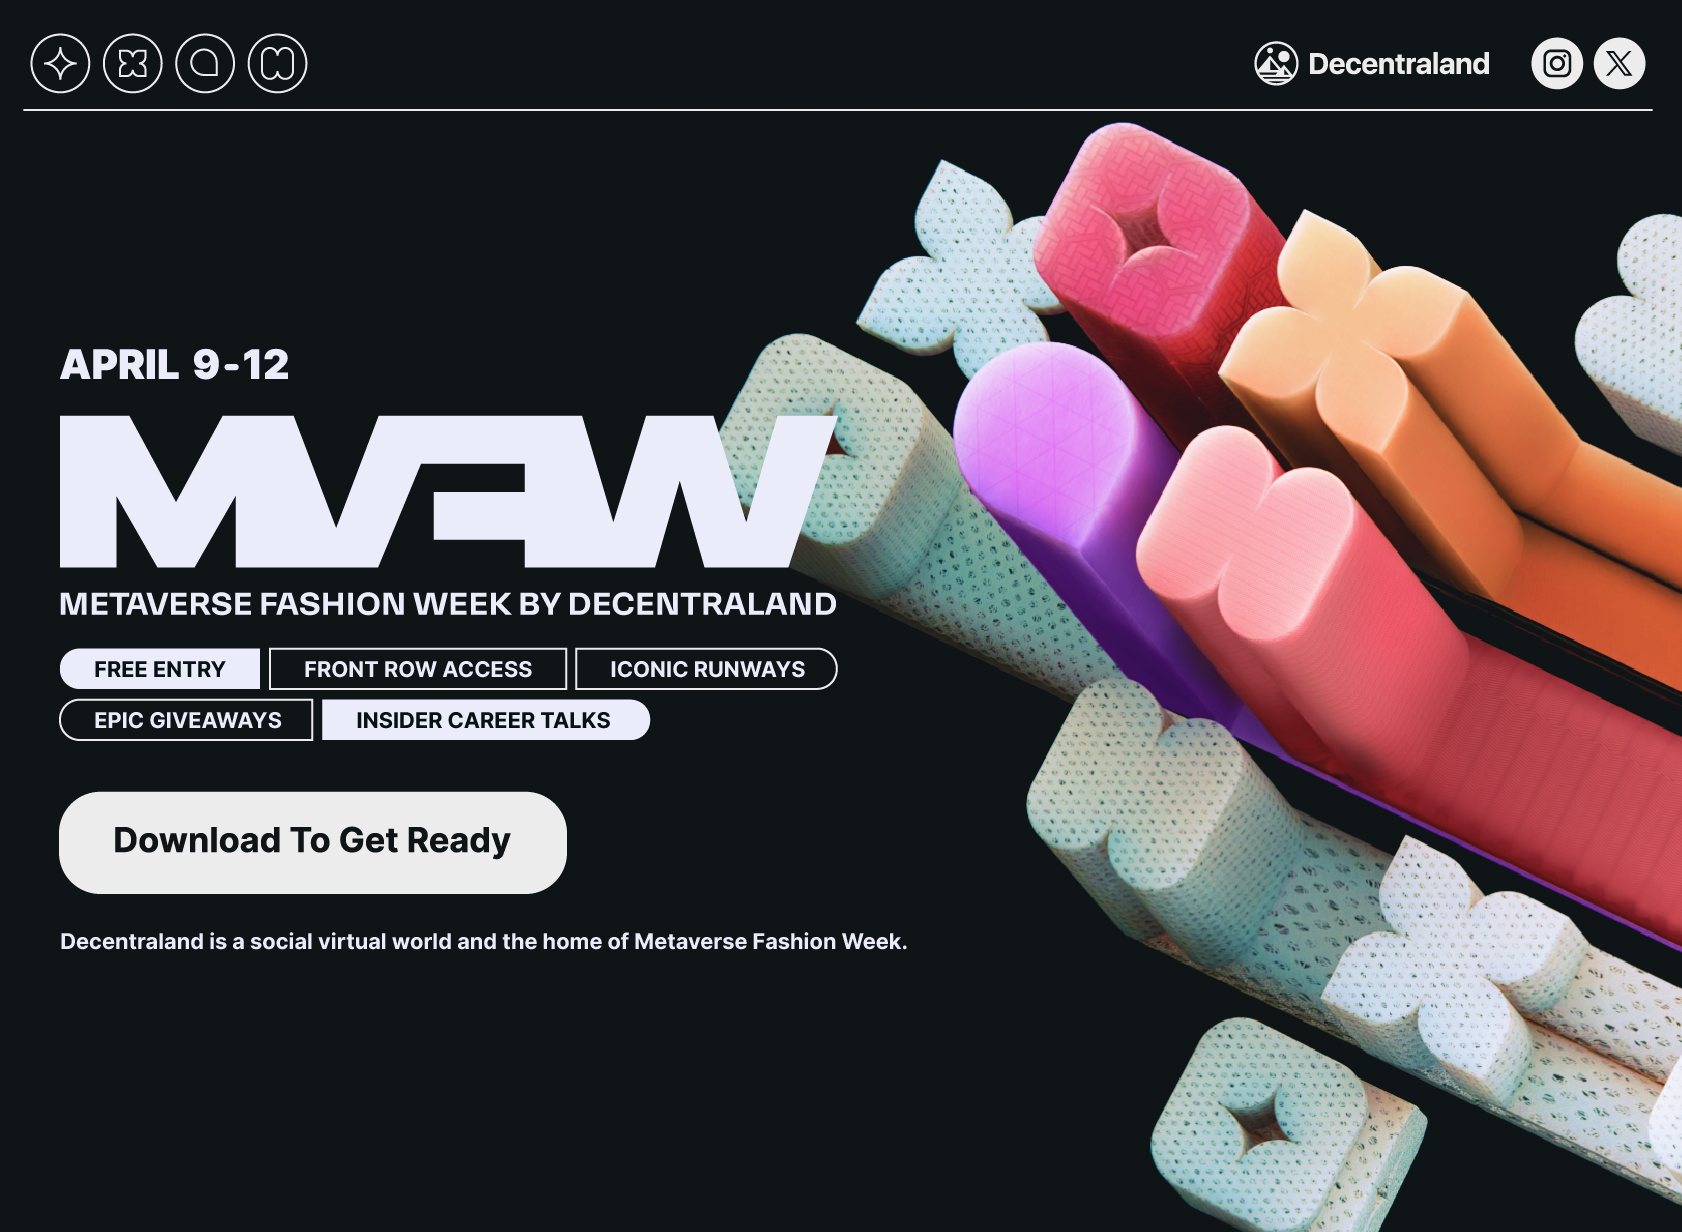 Decentraland
APRIL 9-12
MVFW
METAVERSE FASHION WEEK BY DECENTRALAND
FREE ENTRY
FRONT ROW ACCESS
ICONIC RUNWAYS
EPIC GIVEAWAYS
INSIDER CAREER TALKS
Download To Get Ready
Decentraland is a social virtual world and the home of Metaverse Fashion Week.